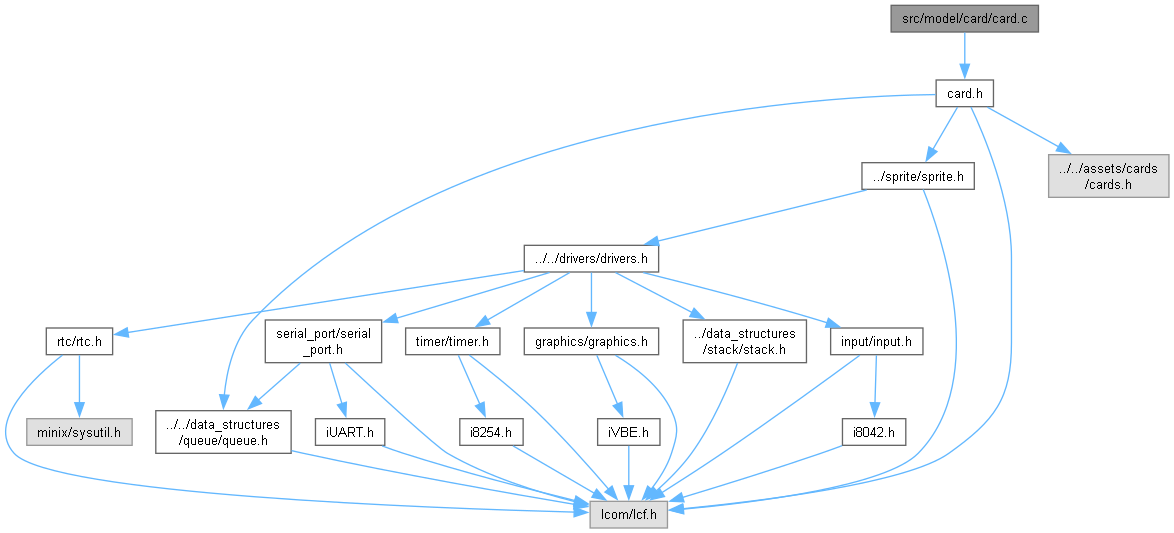 src/model/card/card.c
card.h
../sprite/sprite.h
../../assets/cards
/cards.h
../../drivers/drivers.h
rtc/rtc.h
serial_port/serial
_port.h
timer/timer.h
graphics/graphics.h
../data_structures
/stack/stack.h
input/input.h
minix/sysutil.h
../../data_structures
/queue/queue.h
iUART.h
i8254.h
iVBE.h
i8042.h
lcom/lcf.h